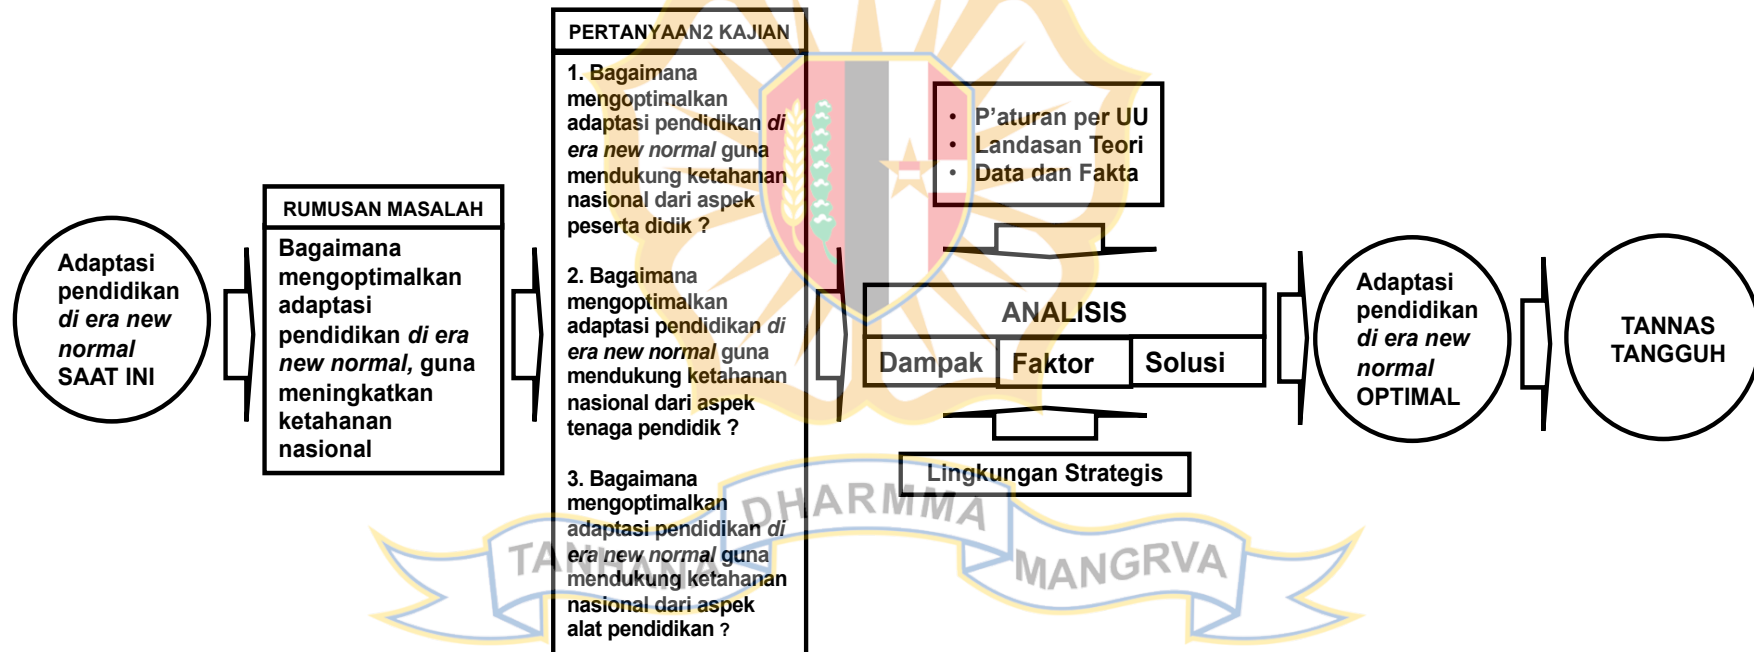 Adaptasi
pendidikan
di era new
normal
SAAT INI
RUMUSAN MASALAH
Bagaimana
mengoptimalkan
adaptasi
pendidikan di era
new normal, guna
meningkatkan
ketahanan
nasional
PERTANYAAN2 KAJIAN
1. Bagaimana
mengoptimalkan
adaptasi pendidikan di
era new normal guna
mendukung ketahanan
nasional dari aspek
peserta didik ?
2. Bagaimana
mengoptimalkan
adaptasi pendidikan di
era new normal guna
mendukung ketahanan
nasional dari aspek
tenaga pendidik ?
3. Bagaimana
mengoptimalkan
adaptasi pendidikan di
era new normal guna
mendukung ketahanan
nasional dari aspek
alat pendidikan ?
• P'aturan per UU
• Landasan Teori
• Data dan Fakta
ANALISIS
Dampak Faktor Solusi
Lingkungan Strategis
Adaptasi
pendidikan
di era new
normal
OPTIMAL
TANNAS
TANGGUH
TANHANA DHARMMA MANGRVA